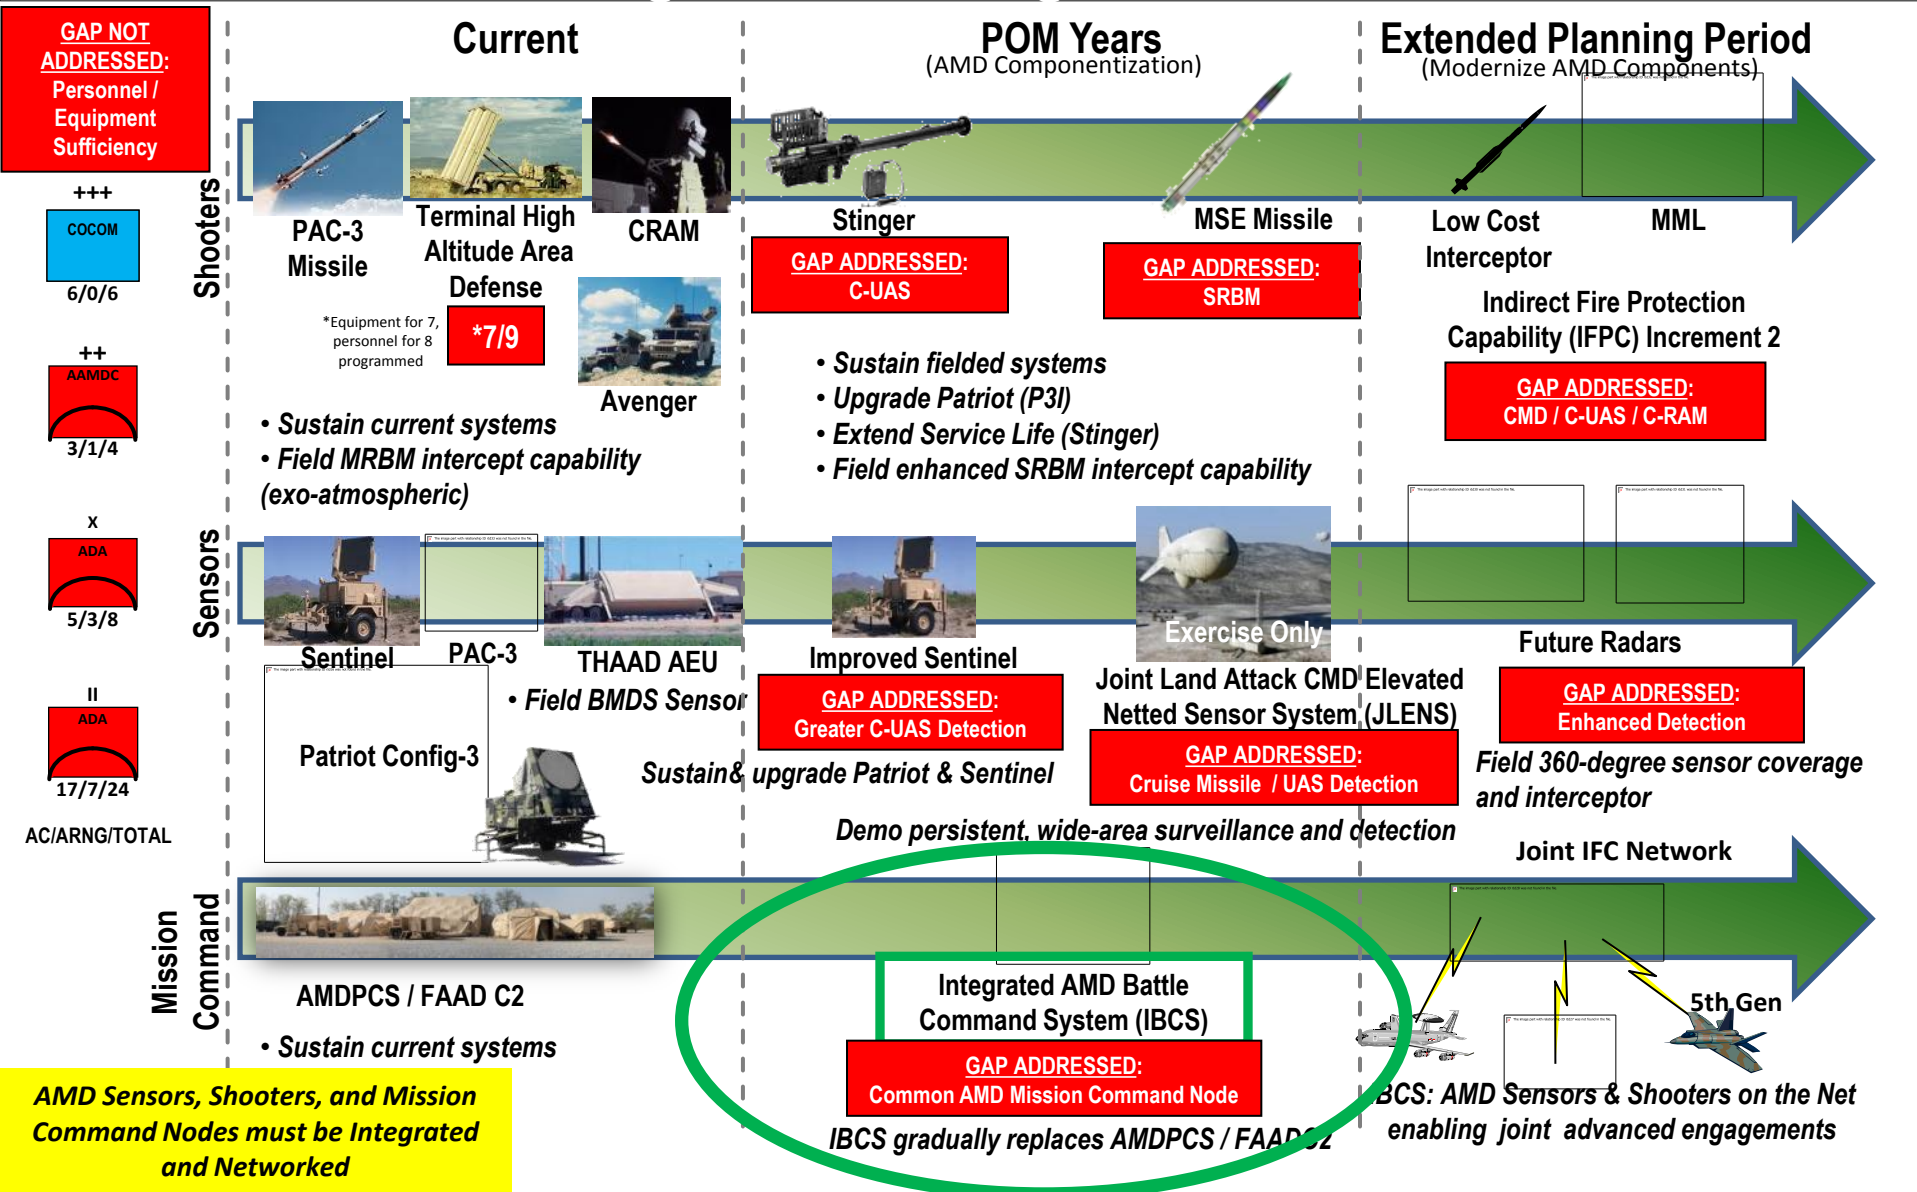 GAP NOT
ADDRESSED:
Personnel /
Equipment
Sufficiency
+++
COCOM
6/0/6
++
AAMDC
3/1/4
X
ADA
5/3/8
II
ADA
17/7/24
AC/ARNG/TOTAL
Current
POM Years
(AMD Componentization)
Extended Planning Period
(Modernize AMD Components)
Shooters
PAC-3
Missile
Terminal High
Altitude Area
Defense
CRAM
*Equipment for 7,
personnel for 8
programmed
*7/9
Avenger
• Sustain current systems
• Field MRBM intercept capability
(exo-atmospheric)
Stinger
GAP ADDRESSED:
C-UAS
MSE Missile
GAP ADDRESSED:
SRBM
• Sustain fielded systems
• Upgrade Patriot (P3I)
• Extend Service Life (Stinger)
• Field enhanced SRBM intercept capability
Low Cost
Interceptor
MML
Indirect Fire Protection
Capability (IFPC) Increment 2
GAP ADDRESSED:
CMD / C-UAS / C-RAM
Sensors
Sentinel
PAC-3
THAAD AEU
• Field BMDS Sensor
Patriot Config-3
Improved Sentinel
GAP ADDRESSED:
Greater C-UAS Detection
Sustain& upgrade Patriot & Sentinel
Exercise Only
Joint Land Attack CMD Elevated
Netted Sensor System (JLENS)
GAP ADDRESSED:
Cruise Missile / UAS Detection
Demo persistent, wide-area surveillance and detection
Future Radars
GAP ADDRESSED:
Enhanced Detection
Field 360-degree sensor coverage
and interceptor
Mission
Command
AMDPCS / FAAD C2
• Sustain current systems
Integrated AMD Battle
Command System (IBCS)
GAP ADDRESSED:
Common AMD Mission Command Node
IBCS gradually replaces AMDPCS / FAADC2
Joint IFC Network
5th Gen
IBCS: AMD Sensors & Shooters on the Net
enabling joint advanced engagements
AMD Sensors, Shooters, and Mission
Command Nodes must be Integrated
and Networked